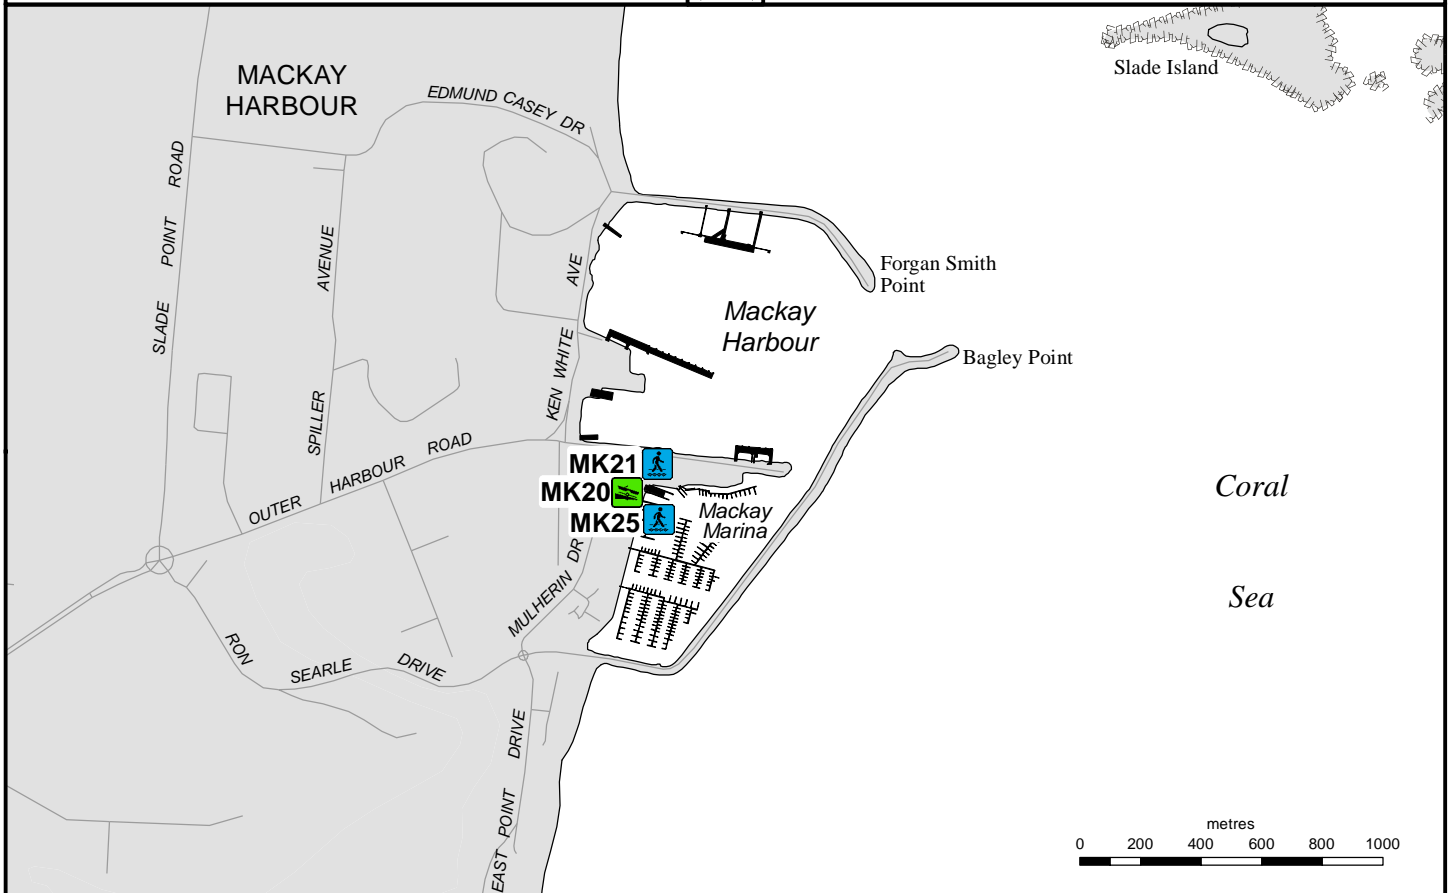 MACKAY
HARBOUR
EDMUND CASEY DR
Slade Island
SLADE POINT ROAD
SPILLER AVENUE
KEN WHITE AVE
Forgan Smith
Point
Mackay
Harbour
Bagley Point
OUTER HARBOUR ROAD
MK21
MK20
MK25
Mackay
Marina
Coral
Sea
MULHERIN DR
RON SEARLE DRIVE
EAST POINT DRIVE
metres
0 200 400 600 800 1000